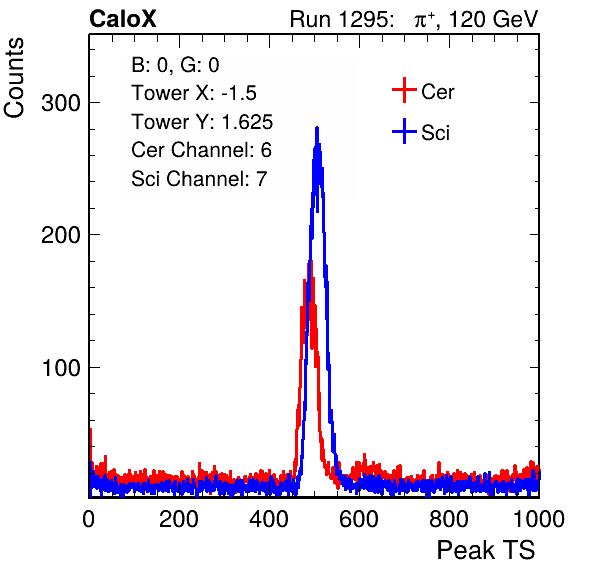 CaloX Run 1295: π⁺, 120 GeV
B: 0, G: 0
Tower X: -1.5
Tower Y: 1.625
Cer Channel: 6
Sci Channel: 7
Cer
Sci
Counts
300
200
100
0 200 400 600 800 1000
Peak TS